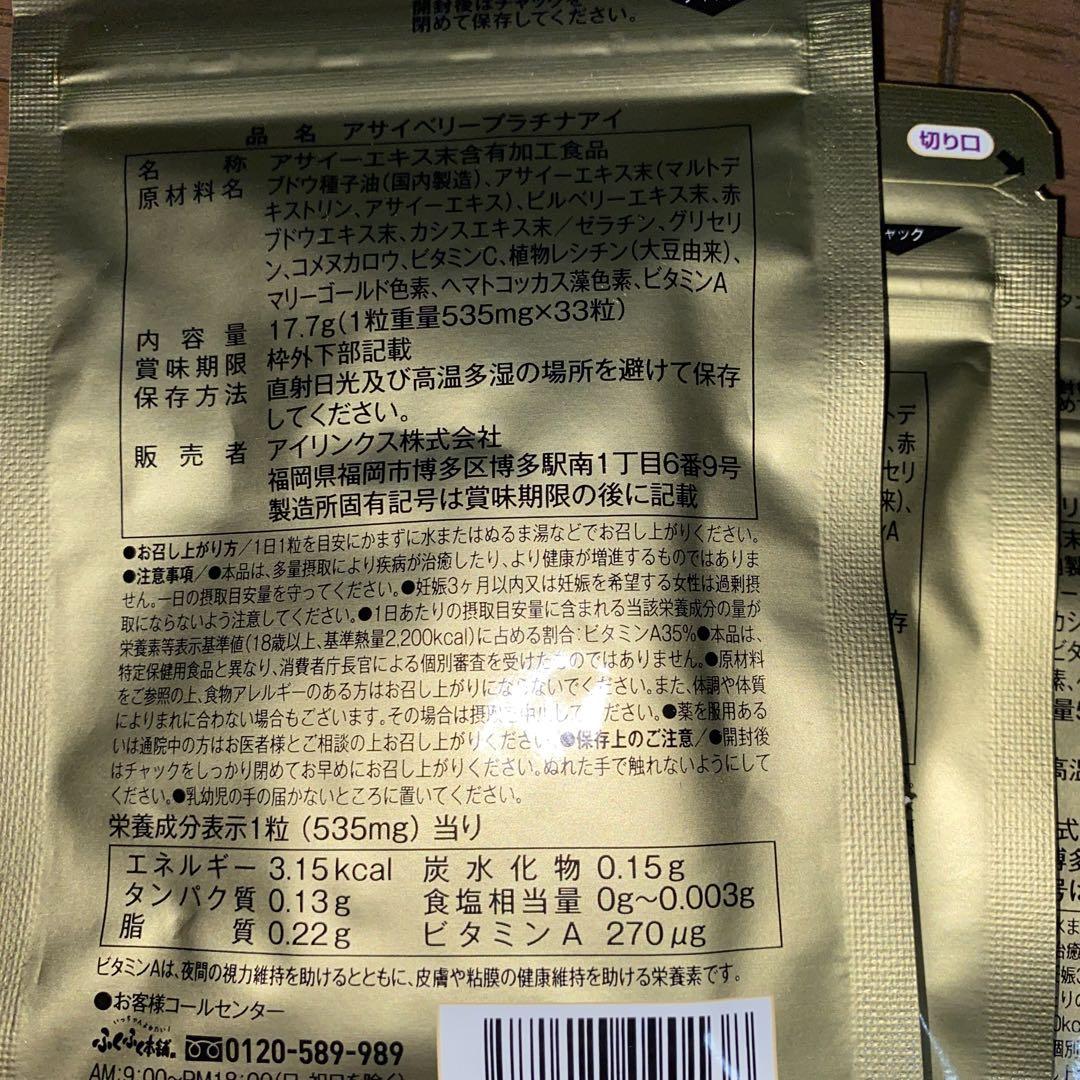 開封後はチャックを
閉めて保存してください。
品名 アサイベリープラチナアイ
名称 アサイーエキス末含有加工食品
原材料名 ブドウ種子油(国内製造)、アサイーエキス末(マルトデ
キストリン、アサイーエキス)、ビルベリーエキス末、赤
ブドウエキス末、カシスエキス末/ゼラチン、グリセリ
ン、コメヌカロウ、ビタミンC、植物レシチン(大豆由来)、
マリーゴールド色素、ヘマトコッカス藻色素、ビタミンA
内容量 17.7g(1粒重量535mg×33粒)
賞味期限 枠外下部記載
保存方法 直射日光及び高温多湿の場所を避けて保存
してください。
販売者 アイリンクス株式会社
福岡県福岡市博多区博多駅南1丁目6番9号
製造所固有記号は賞味期限の後に記載
●お召し上がり方/1日1粒を目安にかまずに水またはぬるま湯などでお召し上がりください。
●注意事項/●本品は、多量摂取により疾病が治癒したり、より健康が増進するものではありま
せん。一日の摂取目安量を守ってください。●妊娠3ヶ月以内又は妊娠を希望する女性は過剰摂
取にならないよう注意してください。●1日あたりの摂取目安量に含まれる当該栄養成分の量が
栄養素等表示基準値(18歳以上、基準熱量2,200kcal)に占める割合:ビタミンA35%●本品は、
特定保健用食品と異なり、消費者庁長官による個別審査を受けたものではありません。●原材料
をご参照の上、食物アレルギーのある方はお召し上がりにならないでください。また、体調や体質
によりまれに合わない場合もございます。その場合は摂取を中止してください。●薬を服用ある
いは通院中の方はお医者様とご相談の上お召し上がりください。●保存上のご注意/●開封後
はチャックをしっかり閉めてお早めにお召し上がりください。ぬれた手で触れないようにして
ください。●乳幼児の手の届かないところに置いてください。
栄養成分表示1粒(535mg)当り
エネルギー 3.15kcal 炭水化物 0.15g
タンパク質 0.13g 食塩相当量 0g〜0.003g
脂質 0.22g ビタミンA 270μg
ビタミンAは、夜間の視力維持を助けるとともに、皮膚や粘膜の健康維持を助ける栄養素です。
●お客様コールセンター
ふくふく本舗 0120-589-989
AM:9:00〜PM18:00(日・祝日を除く)
切り口
チャック